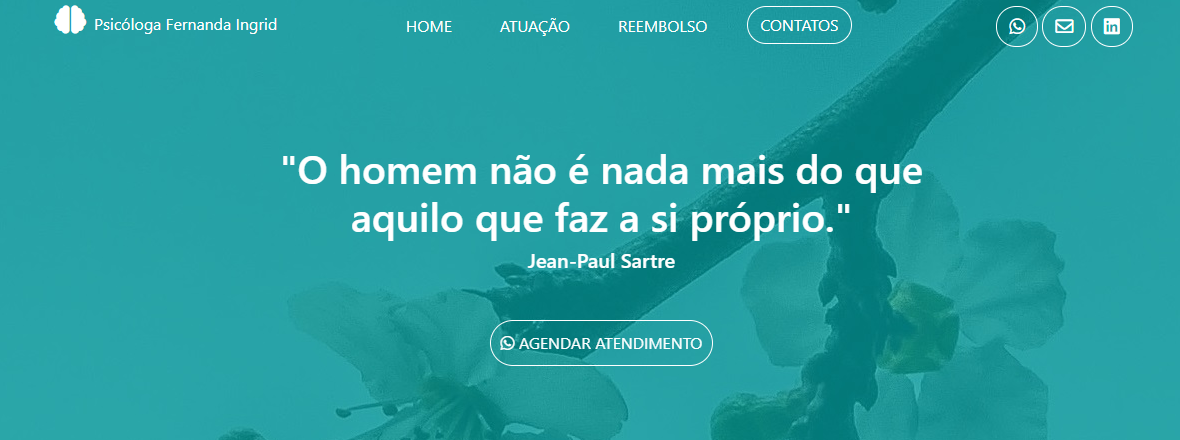 Psicóloga Fernanda Ingrid
HOME
ATUAÇÃO
REEMBOLSO
CONTATOS
"O homem não é nada mais do que
aquilo que faz a si próprio."
Jean-Paul Sartre
AGENDAR ATENDIMENTO